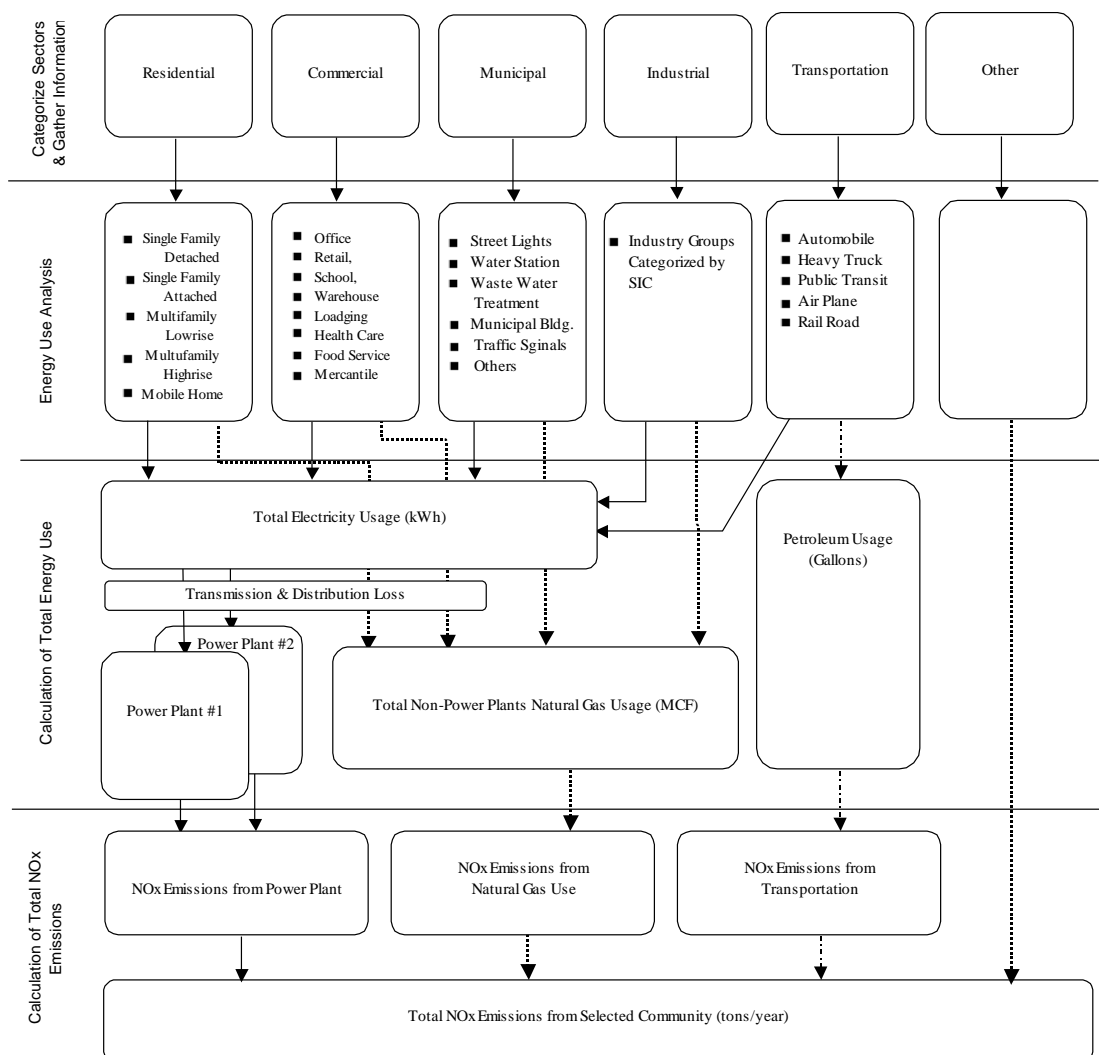 Categorize Sectors
& Gather Information
Residential
Commercial
Municipal
Industrial
Transportation
Other
Energy Use Analysis
Single Family
Detached
Single Family
Attached
Multifamily
Lowrise
Multufamily
Highrise
Mobile Home
Office
Retail,
School,
Warehouse
Loadging
Health Care
Food Service
Mercantile
Street Lights
Water Station
Waste Water
Treatment
Municipal Bldg.
Traffic Sginals
Others
Industry Groups
Categorized by
SIC
Automobile
Heavy Truck
Public Transit
Air Plane
Rail Road
Calculation of Total Energy Use
Total Electricity Usage (kWh)
Petroleum Usage
(Gallons)
Transmission & Distribution Loss
Power Plant #2
Power Plant #1
Total Non-Power Plants Natural Gas Usage (MCF)
Calculation of Total NOx
Emissions
NOx Emissions from Power Plant
NOx Emissions from
Natural Gas Use
NOx Emissions from
Transportation
Total NOx Emissions from Selected Community (tons/year)